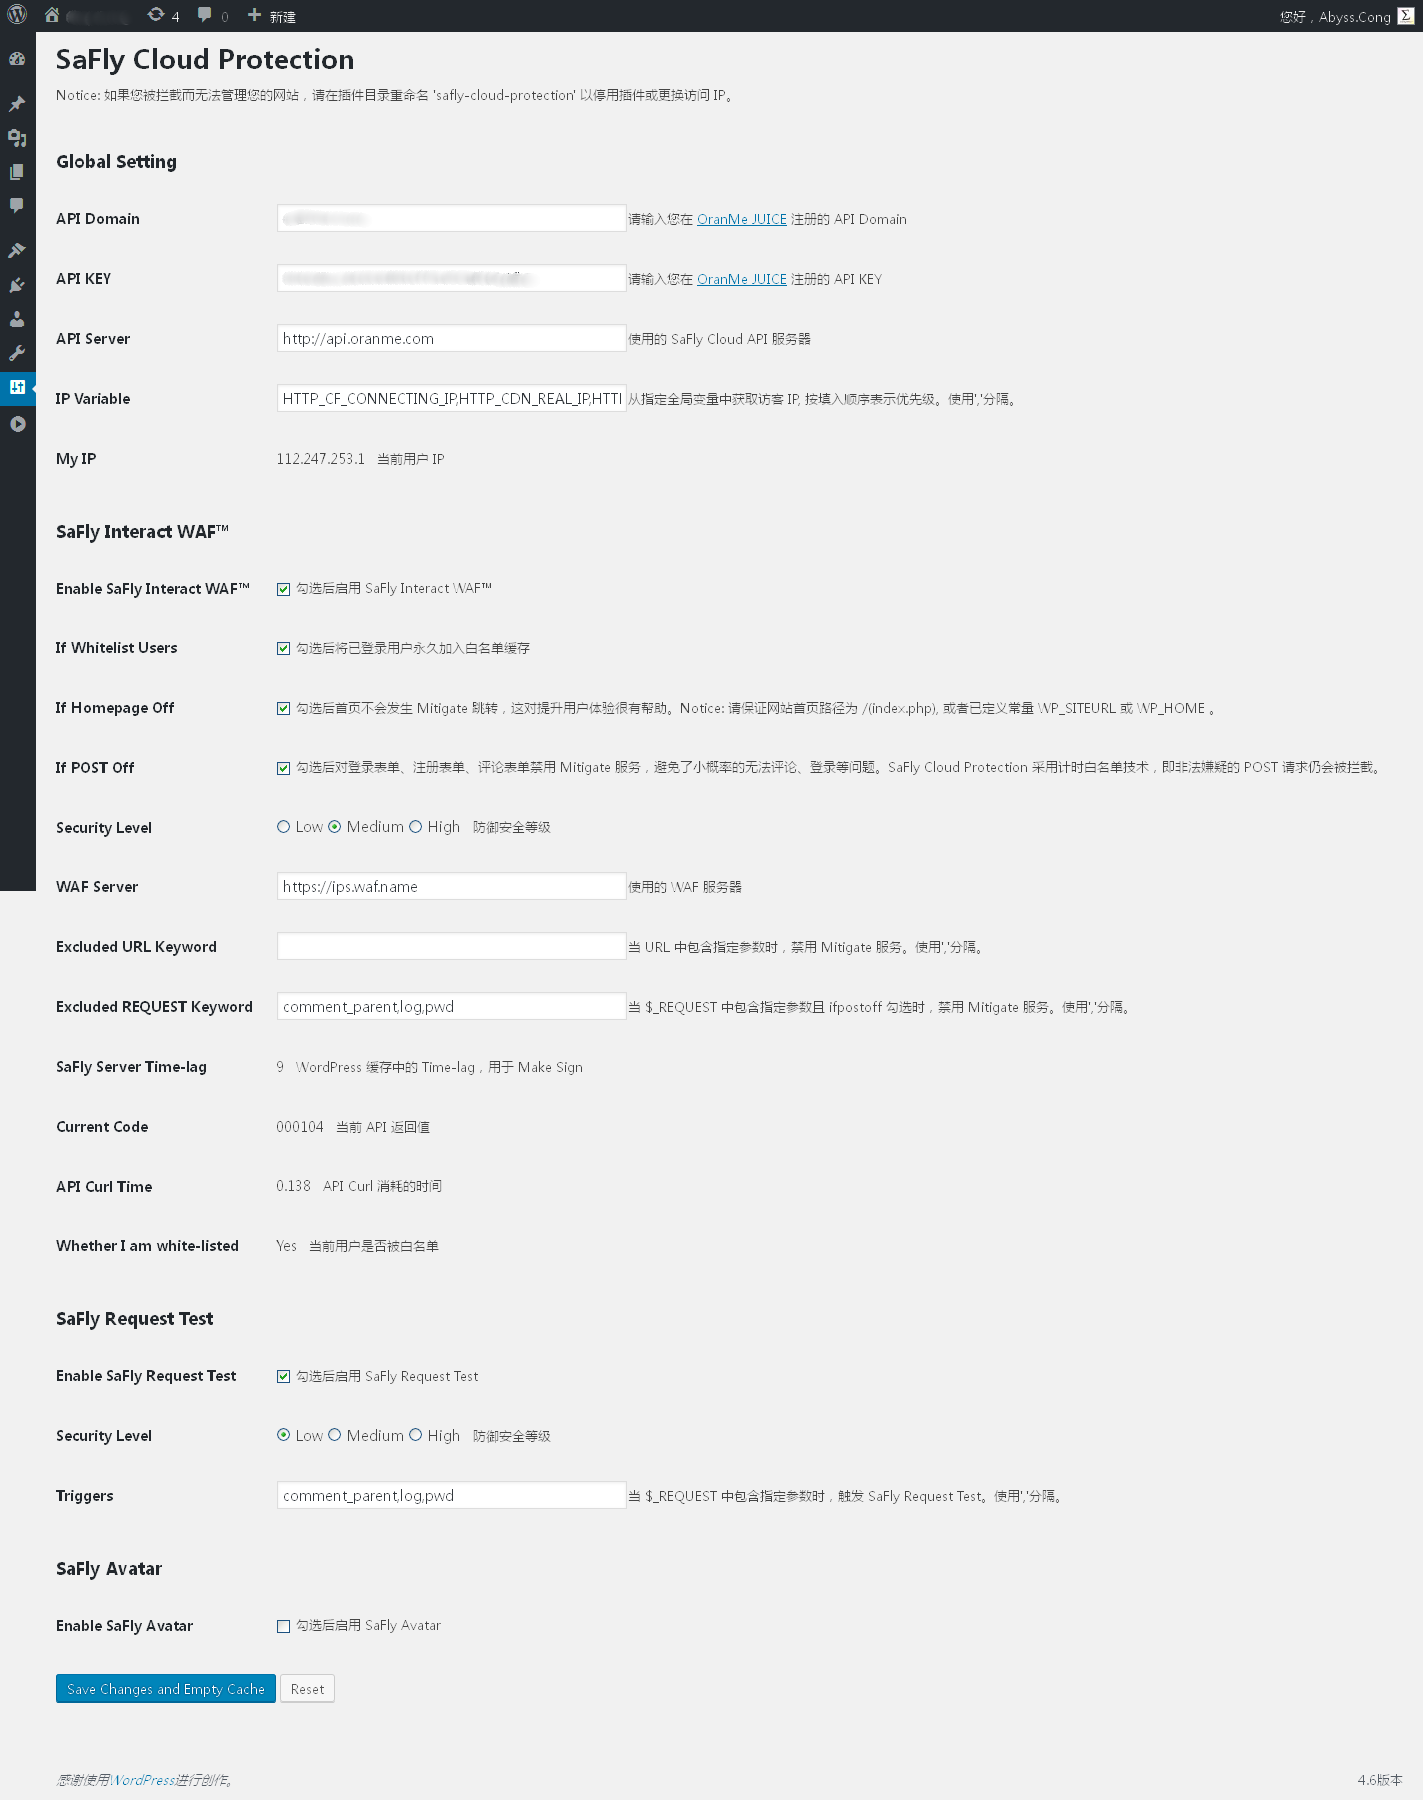 4 0 新建 您好，Abyss.Cong
SaFly Cloud Protection
Notice: 如果您被拦截而无法管理您的网站，请在插件目录重命名 'safly-cloud-protection' 以停用插件或更换访问 IP。
Global Setting
API Domain 请输入您在 OranMe JUICE 注册的 API Domain
API KEY 请输入您在 OranMe JUICE 注册的 API KEY
API Server http://api.oranme.com 使用的 SaFly Cloud API 服务器
IP Variable HTTP_CF_CONNECTING_IP,HTTP_CDN_REAL_IP,HTTI 从指定全局变量中获取访客 IP, 按填入顺序表示优先级。使用','分隔。
My IP 112.247.253.1 当前用户 IP
SaFly Interact WAF™
Enable SaFly Interact WAF™ 勾选后启用 SaFly Interact WAF™
If Whitelist Users 勾选后将已登录用户永久加入白名单缓存
If Homepage Off 勾选后首页不会发生 Mitigate 跳转，这对提升用户体验很有帮助。Notice: 请保证网站首页路径为 /(index.php), 或者已定义常量 WP_SITEURL 或 WP_HOME 。
If POST Off 勾选后对登录表单、注册表单、评论表单禁用 Mitigate 服务，避免了小概率的无法评论、登录等问题。SaFly Cloud Protection 采用计时白名单技术，即非法嫌疑的 POST 请求仍会被拦截。
Security Level Low Medium High 防御安全等级
WAF Server https://ips.waf.name 使用的 WAF 服务器
Excluded URL Keyword 当 URL 中包含指定参数时，禁用 Mitigate 服务。使用','分隔。
Excluded REQUEST Keyword comment_parent,log,pwd 当 $_REQUEST 中包含指定参数且 ifpostoff 勾选时，禁用 Mitigate 服务。使用','分隔。
SaFly Server Time-lag 9 WordPress 缓存中的 Time-lag，用于 Make Sign
Current Code 000104 当前 API 返回值
API Curl Time 0.138 API Curl 消耗的时间
Whether I am white-listed Yes 当前用户是否被白名单
SaFly Request Test
Enable SaFly Request Test 勾选后启用 SaFly Request Test
Security Level Low Medium High 防御安全等级
Triggers comment_parent,log,pwd 当 $_REQUEST 中包含指定参数时，触发 SaFly Request Test。使用','分隔。
SaFly Avatar
Enable SaFly Avatar 勾选后启用 SaFly Avatar
Save Changes and Empty Cache Reset
感谢使用WordPress进行创作。 4.6版本